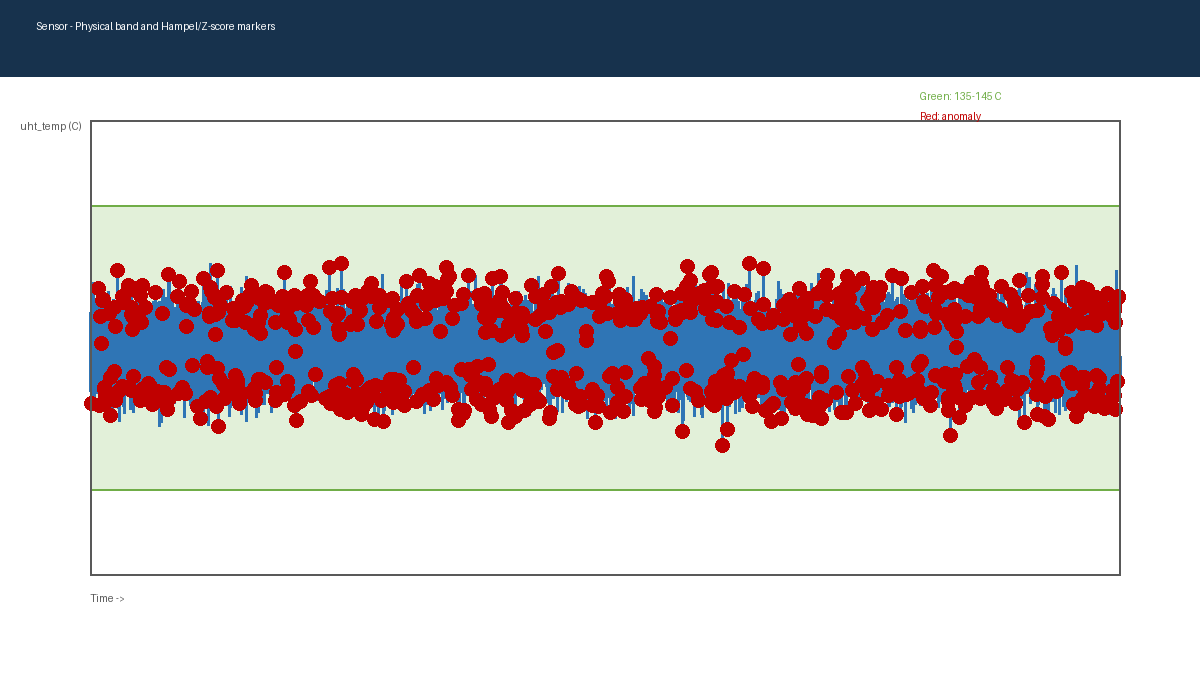 Sensor - Physical band and Hampel/Z-score markers
Green: 135-145 C
Red: anomaly
uht_temp (C)
Time ->